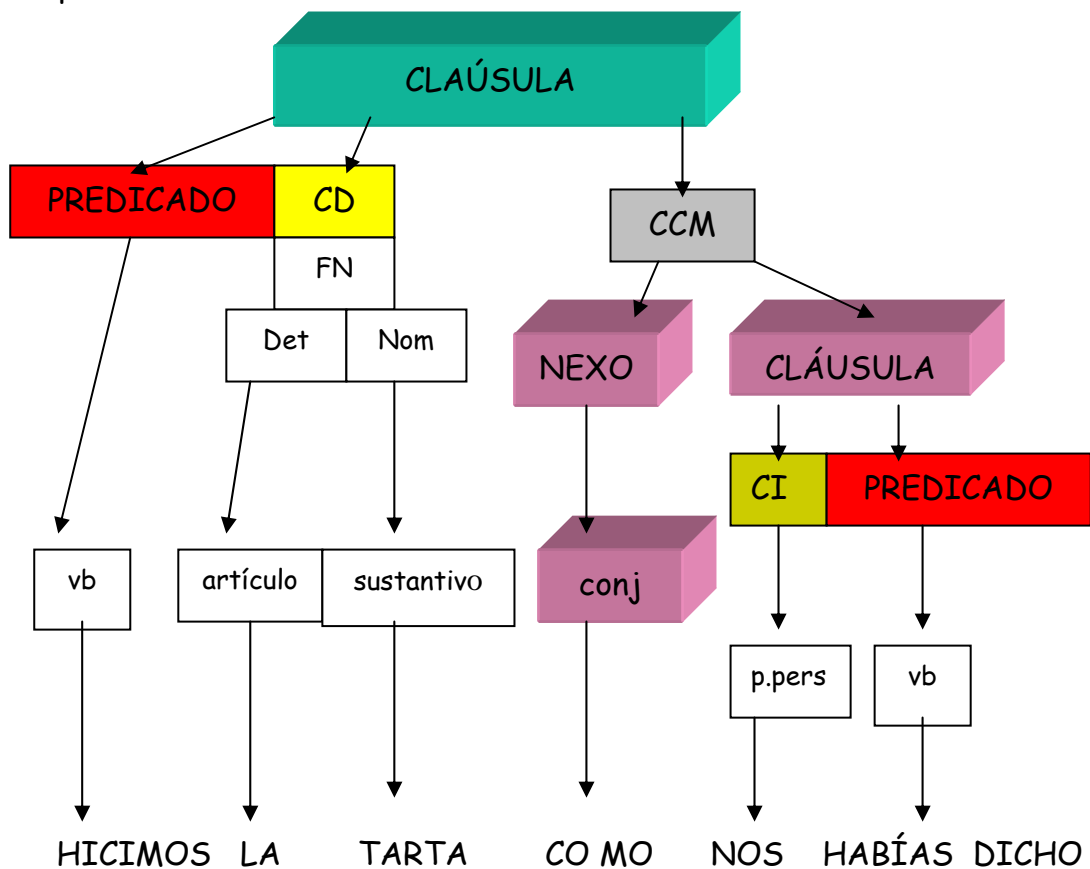 CLAÚSULA
PREDICADO CD
CCM
FN
Det Nom
NEXO CLÁUSULA
CI PREDICADO
vb artículo sustantivo conj
p.pers vb
HICIMOS LA TARTA CO MO NOS HABÍAS DICHO